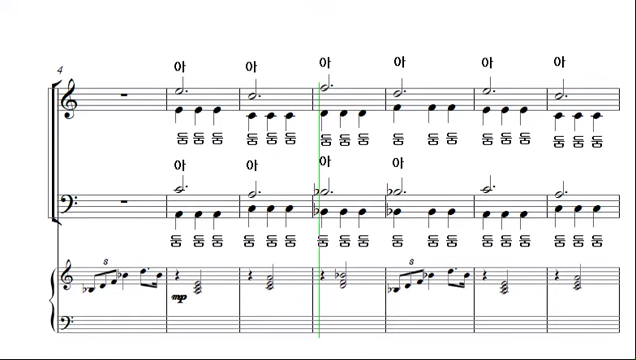 4
아 아 아 아 아 아
둠 둠 둠 둠 둠 둠 둠 둠 둠 둠 둠 둠 둠 둠 둠 둠 둠 둠
아 아 아 아
둠 둠 둠 둠 둠 둠 둠 둠 둠 둠 둠 둠 둠 둠 둠 둠 둠 둠
8 8
mp